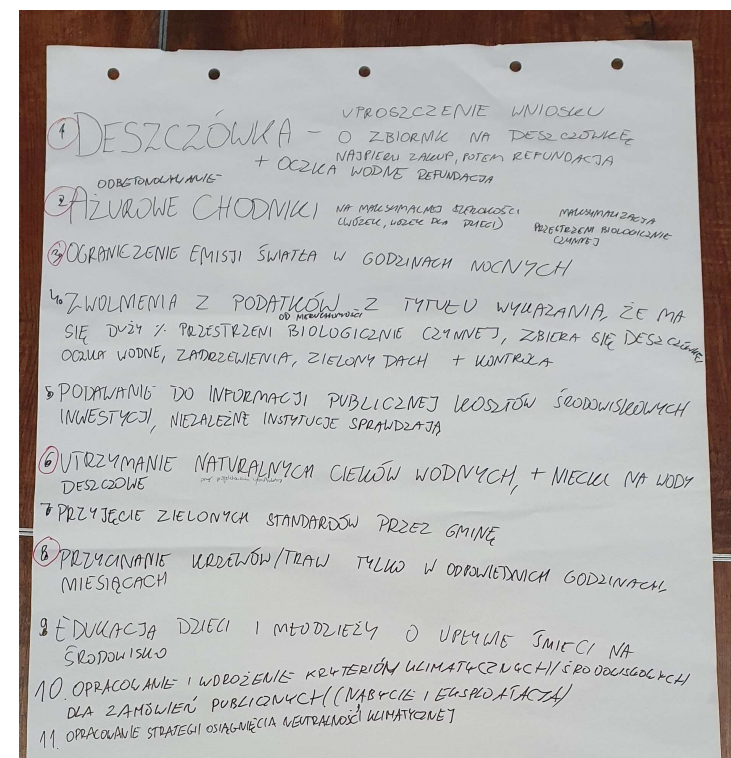 UPROSZCZENIE WNIOSKU
1 DESZCZÓWKA – O ZBIORNIK NA DESZCZÓWKĘ
NAJPIERW ZAKUP, POTEM REFUNDACJA
+ OCZKA WODNE REFUNDACJA
ODBETONOWYWANIE
2. AŻUROWE CHODNIKI NA MAKSYMALNEJ SZEROKOŚCI
(WÓZEK, WÓZEK DLA DZIECI)
MAKSYMALIZACJA
PRZESTRZENI BIOLOGICZNIE
CZYNNEJ
3. OGRANICZENIE EMISJI ŚWIATŁA W GODZINACH NOCNYCH
4. ZWOLNIENIA Z PODATKÓW OD NIERUCHOMOŚCI Z TYTUŁU WYKAZANIA, ŻE MA
SIĘ DUŻY % PRZESTRZENI BIOLOGICZNIE CZYNNEJ, ZBIERA SIĘ DESZCZÓWKĘ
OCZKA WODNE, ZADRZEWIENIA, ZIELONY DACH + KONTROLA
5 PODAWANIE DO INFORMACJI PUBLICZNEJ KOSZTÓW ŚRODOWISKOWYCH
INWESTYCJI, NIEZALEŻNE INSTYTUCJE SPRAWDZAJĄ
6 UTRZYMANIE NATURALNYCH CIEKÓW WODNYCH, + NIECKI NA WODY
DESZCZOWE
7 PRZYJĘCIE ZIELONYCH STANDARDÓW PRZEZ GMINĘ
8. PRZYCINANIE KRZEWÓW/TRAW TYLKO W ODPOWIEDNICH GODZINACH,
MIESIĄCACH
9. EDUKACJA DZIECI I MŁODZIEŻY O WPŁYWIE ŚMIECI NA
ŚRODOWISKO
10. OPRACOWANIE I WDROŻENIE KRYTERIÓW KLIMATYCZNYCH/ŚRODOWISKOWYCH
DLA ZAMÓWIEŃ PUBLICZNYCH (NABYCIE I EKSPLOATACJA)
11. OPRACOWANIE STRATEGII OSIĄGNIĘCIA NEUTRALNOŚCI KLIMATYCZNEJ